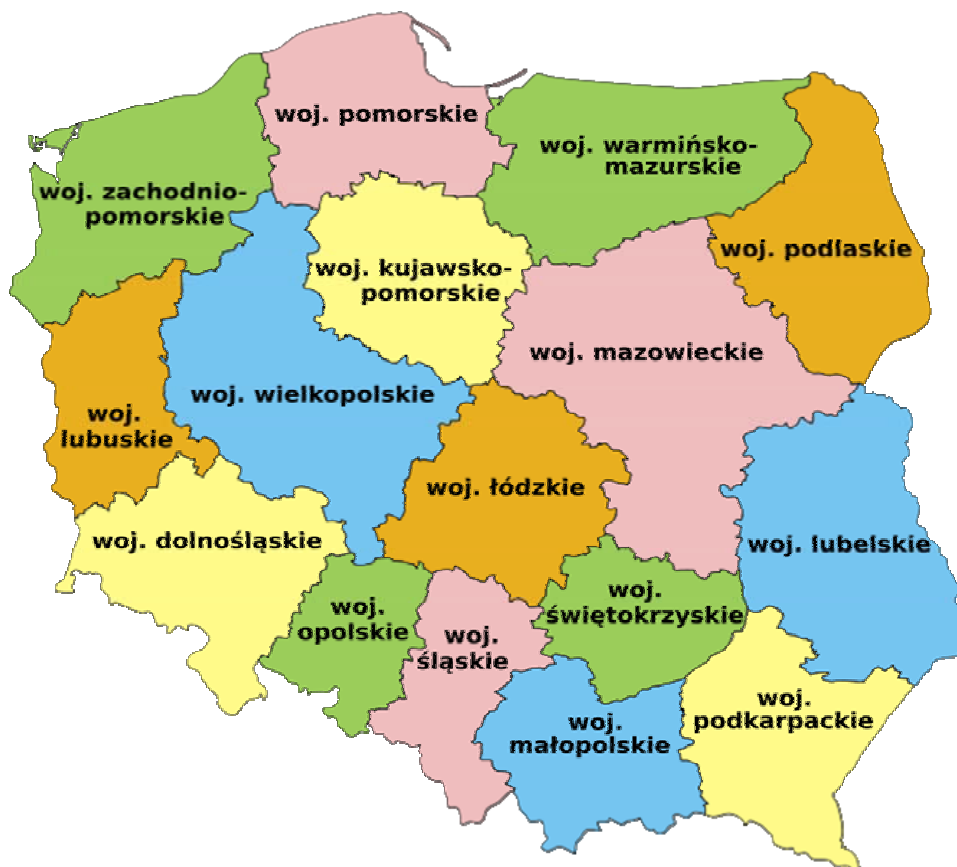 woj. pomorskie
woj. warmińsko-
mazurskie
woj. zachodnio-
pomorskie
woj. podlaskie
woj. kujawsko-
pomorskie
woj. mazowieckie
woj. wielkopolskie
woj.
lubuskie
woj. łódzkie
woj. dolnośląskie
woj. lubelskie
woj.
opolskie
woj.
świętokrzyskie
woj.
śląskie
woj.
podkarpackie
woj.
małopolskie